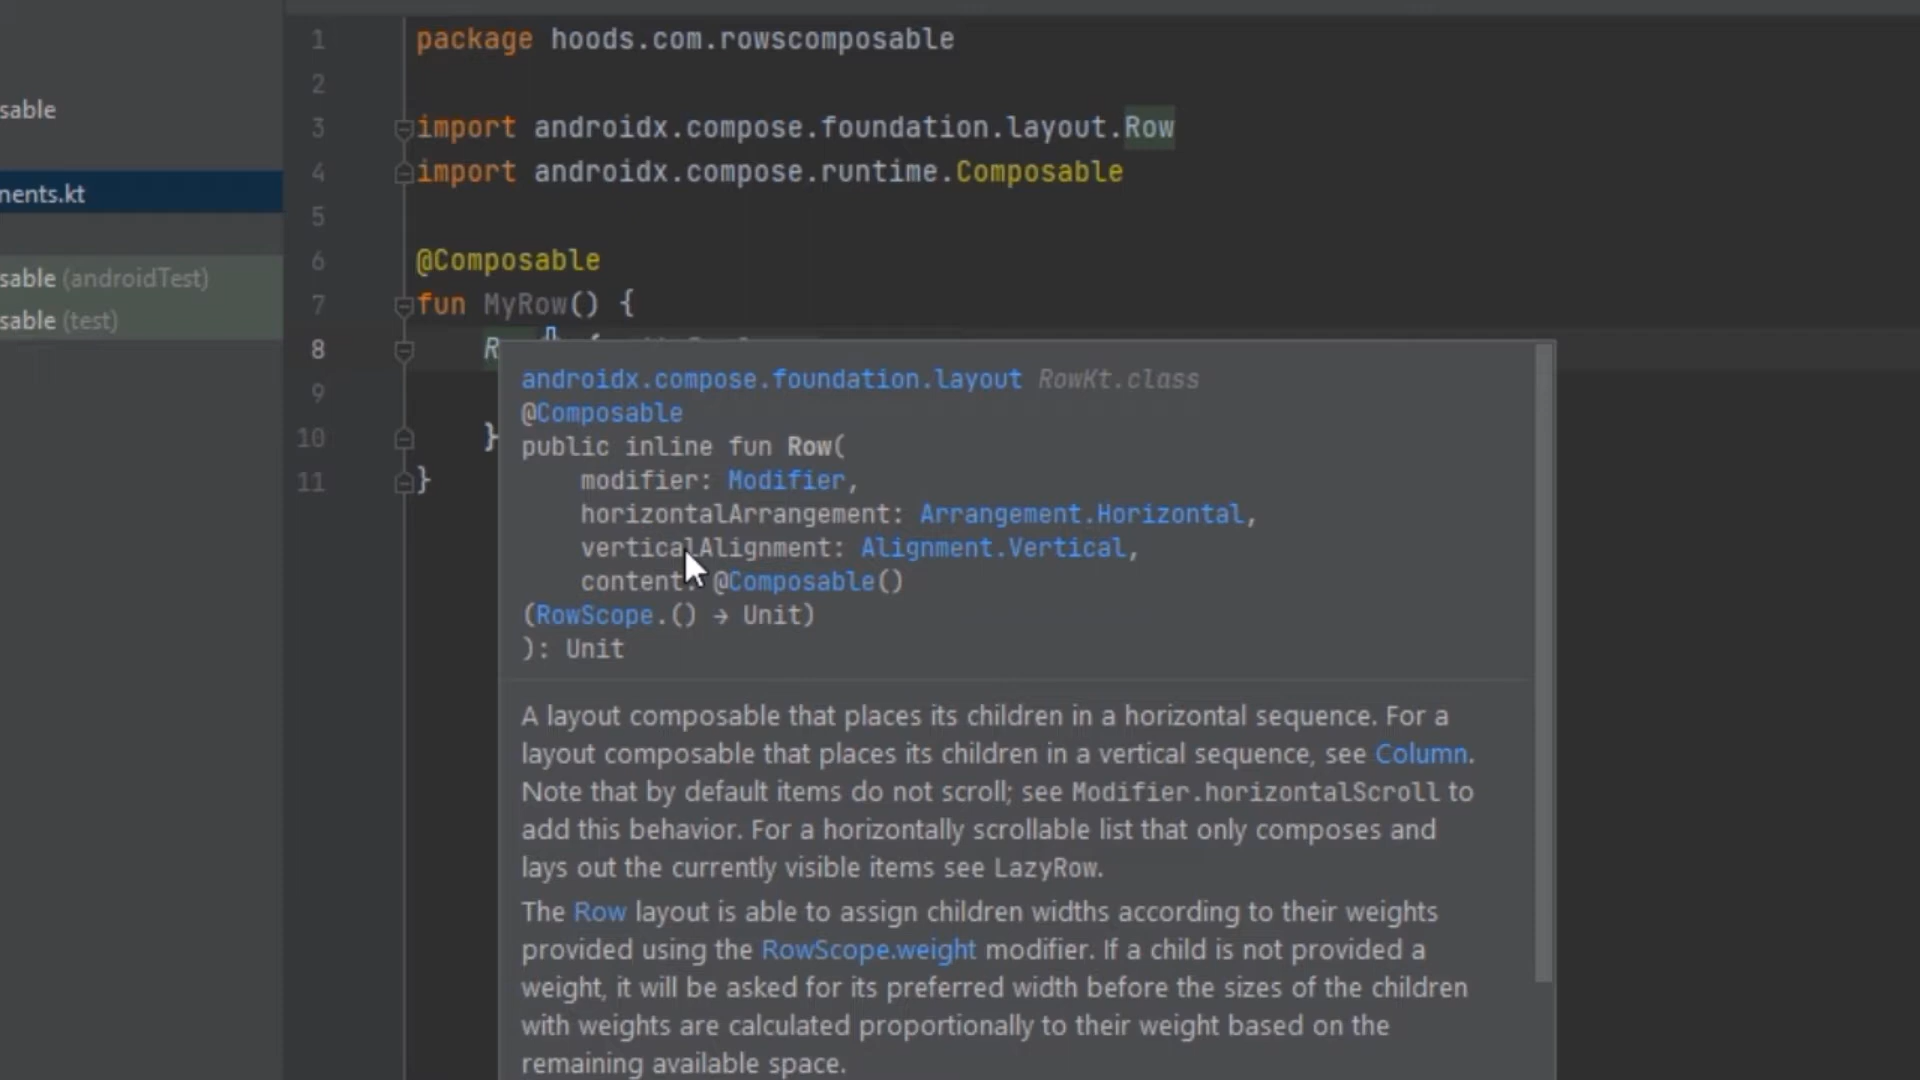 sable
nents.kt
sable (androidTest)
sable (test)
1 package hoods.com.rowscomposable
2
3 import androidx.compose.foundation.layout.Row
4 import androidx.compose.runtime.Composable
5
6 @Composable
7 fun MyRow() {
8 R
9
10 }
11 }
androidx.compose.foundation.layout RowKt.class
@Composable
public inline fun Row(
modifier: Modifier,
horizontalArrangement: Arrangement.Horizontal,
verticalAlignment: Alignment.Vertical,
content: @Composable()
(RowScope.() → Unit)
): Unit
A layout composable that places its children in a horizontal sequence. For a
layout composable that places its children in a vertical sequence, see Column.
Note that by default items do not scroll; see Modifier.horizontalScroll to
add this behavior. For a horizontally scrollable list that only composes and
lays out the currently visible items see LazyRow.
The Row layout is able to assign children widths according to their weights
provided using the RowScope.weight modifier. If a child is not provided a
weight, it will be asked for its preferred width before the sizes of the children
with weights are calculated proportionally to their weight based on the
remaining available space.